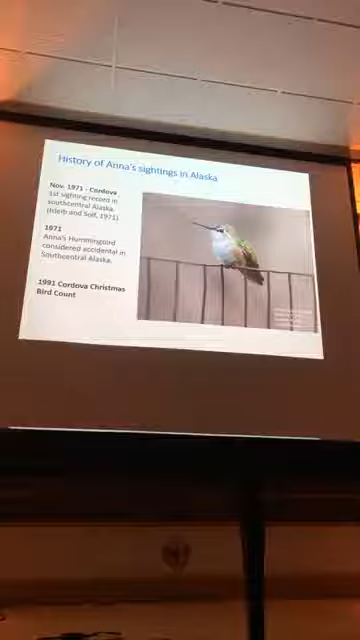 History of Anna's sightings in Alaska
Nov. 1971 - Cordova
1st sighting record in
southcentral Alaska.
(Isleib and Solf, 1971)
1971
Anna's Hummingbird
considered accidental in
Southcentral Alaska.
1991 Cordova Christmas
Bird Count